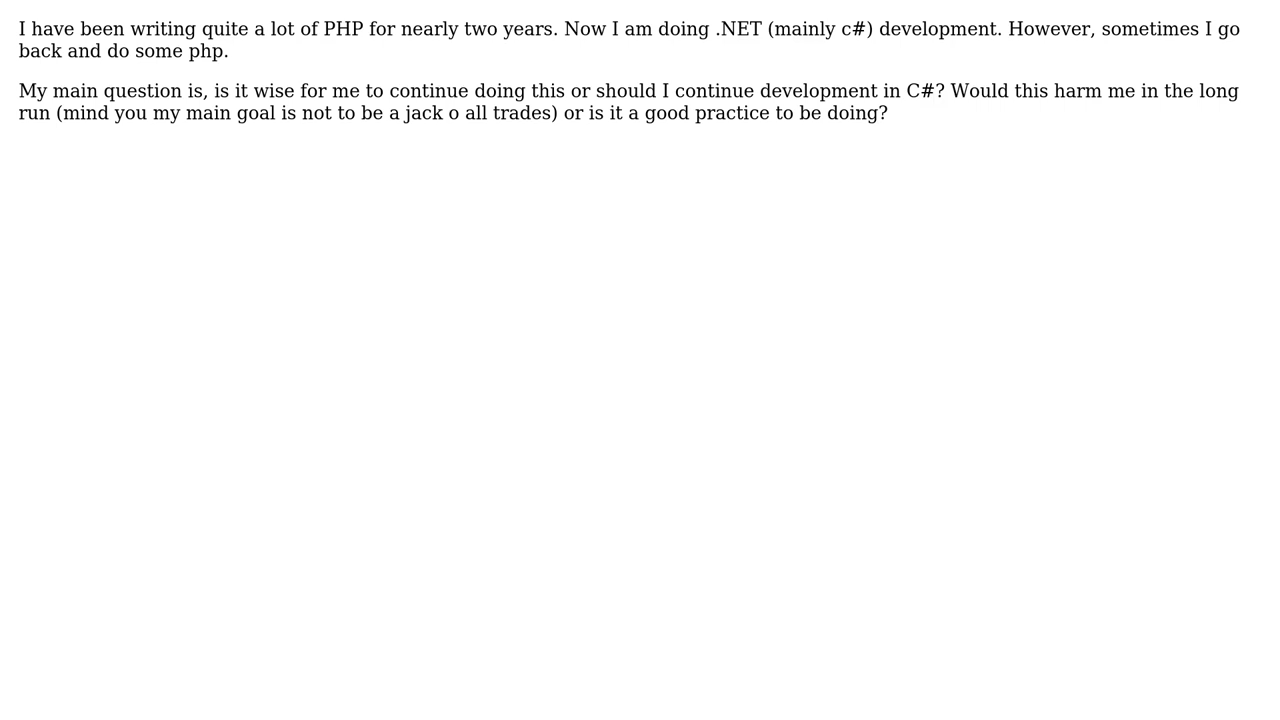 I have been writing quite a lot of PHP for nearly two years. Now I am doing .NET (mainly c#) development. However, sometimes I go
back and do some php.
My main question is, is it wise for me to continue doing this or should I continue development in C#? Would this harm me in the long
run (mind you my main goal is not to be a jack o all trades) or is it a good practice to be doing?